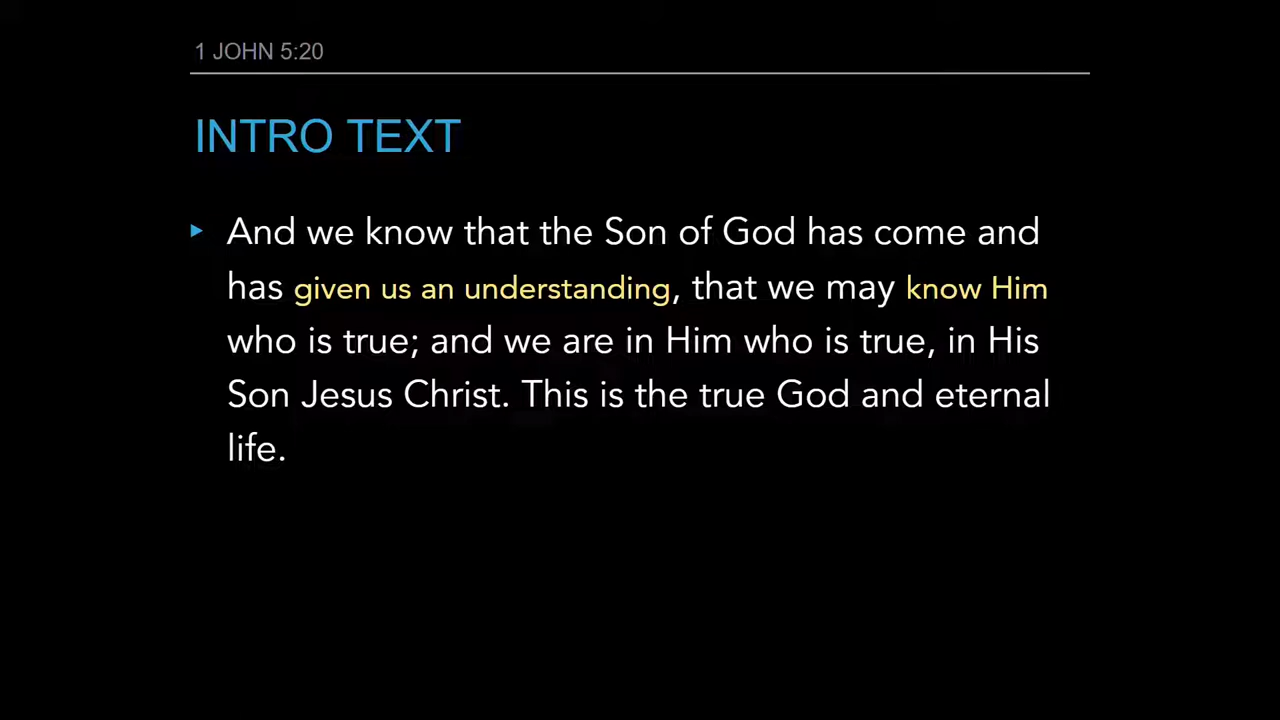 1 JOHN 5:20
INTRO TEXT
And we know that the Son of God has come and
has given us an understanding, that we may know Him
who is true; and we are in Him who is true, in His
Son Jesus Christ. This is the true God and eternal
life.